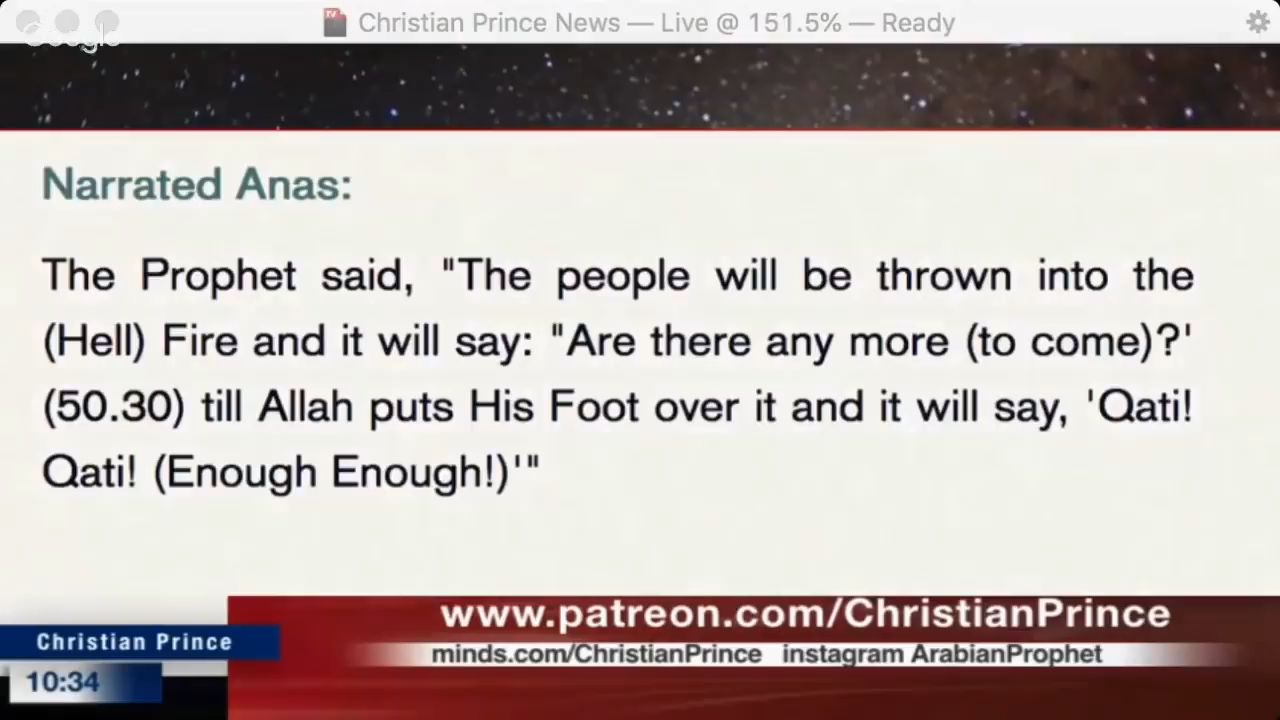 Christian Prince News — Live @ 151.5% — Ready
Google
Narrated Anas:
The Prophet said, "The people will be thrown into the
(Hell) Fire and it will say: "Are there any more (to come)?'
(50.30) till Allah puts His Foot over it and it will say, 'Qati!
Qati! (Enough Enough!)'"
www.patreon.com/ChristianPrince
Christian Prince
minds.com/ChristianPrince instagram ArabianProphet
10:34